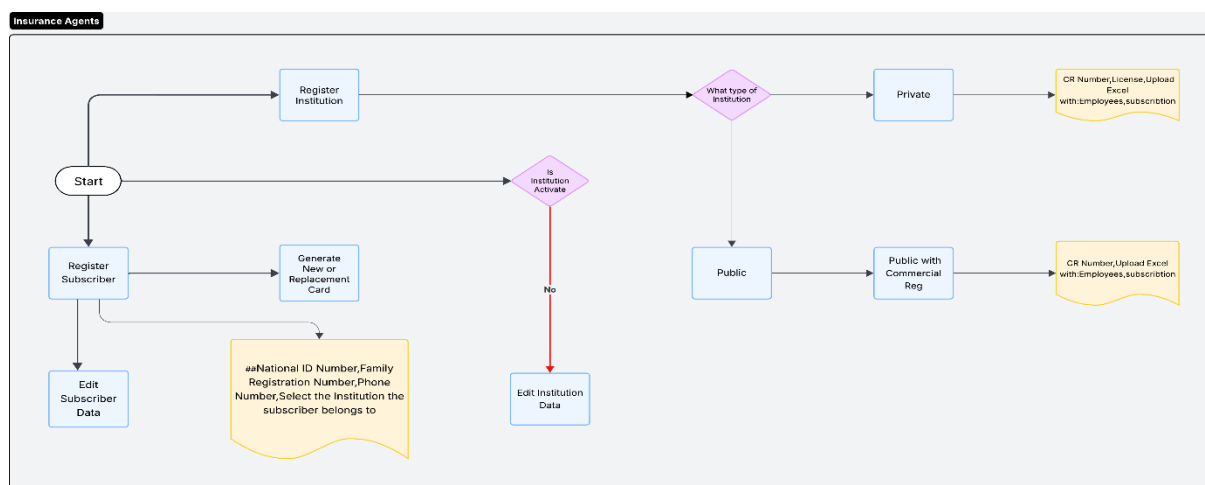 Insurance Agents
Register
Institution
What type of
Institution
Private
CR Number,License,Upload
Excel
with:Employees,subscribtion
Start
Is
Institution
Activate
Register
Subscriber
Generate
New or
Replacement
Card
No
Public
Public with
Commercial
Reg
CR Number,Upload Excel
with:Employees,subscribtion
Edit
Subscriber
Data
##National ID Number,Family
Registration Number,Phone
Number,Select the Institution the
subscriber belongs to
Edit Institution
Data